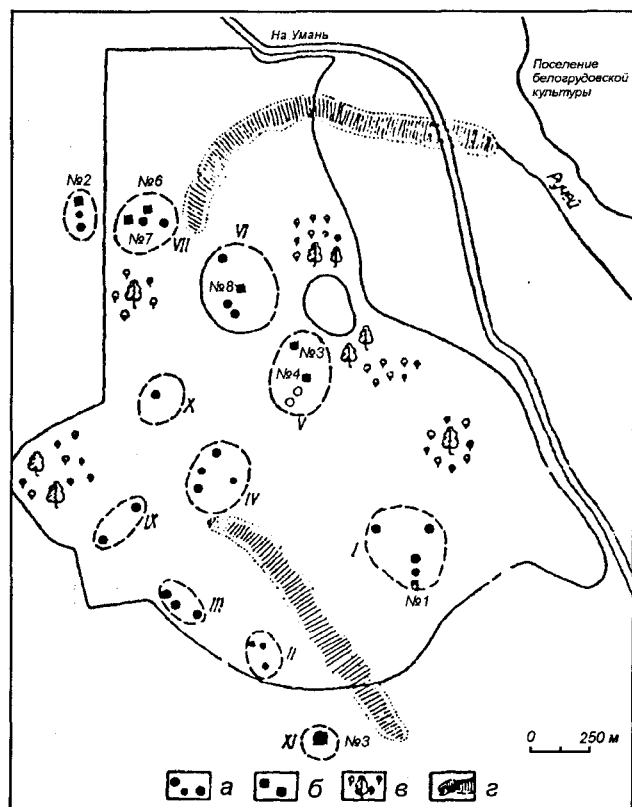 На Умань
Поселение
белогрудовской
культуры
Ручей
№2
№6
№7
VII
VI
№8
№3
№4
V
X
IV
IX
I
№1
III
II
XI
№3
0 250 м
а
б
в
г